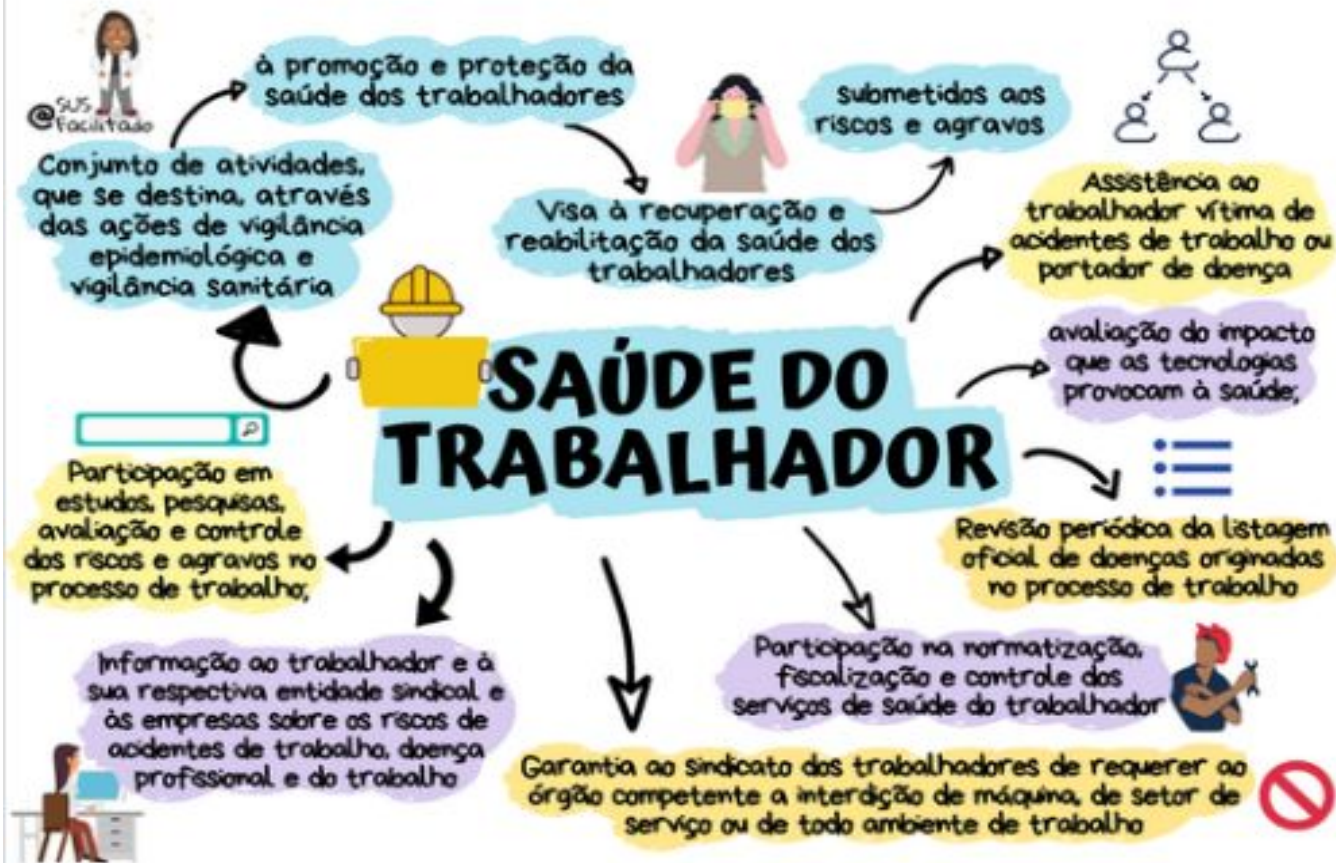 @SUS
Facilitado
Conjunto de atividades,
que se destina, através
das ações de vigilância
epidemiológica e
vigilância sanitária
à promoção e proteção da
saúde dos trabalhadores
Visa à recuperação e
reabilitação da saúde dos
trabalhadores
submetidos aos
riscos e agravos
SAÚDE DO
TRABALHADOR
Assistência ao
trabalhador vítima de
acidentes de trabalho ou
portador de doença
avaliação do impacto
que as tecnologias
provocam à saúde;
Revisão periódica da listagem
oficial de doenças originadas
no processo de trabalho
Participação na normatização,
fiscalização e controle dos
serviços de saúde do trabalhador
Garantia ao sindicato dos trabalhadores de requerer ao
órgão competente a interdição de máquina, de setor de
serviço ou de todo ambiente de trabalho
Informação ao trabalhador e à
sua respectiva entidade sindical e
às empresas sobre os riscos de
acidentes de trabalho, doença
profissional e do trabalho
Participação em
estudos, pesquisas,
avaliação e controle
dos riscos e agravos no
processo de trabalho;